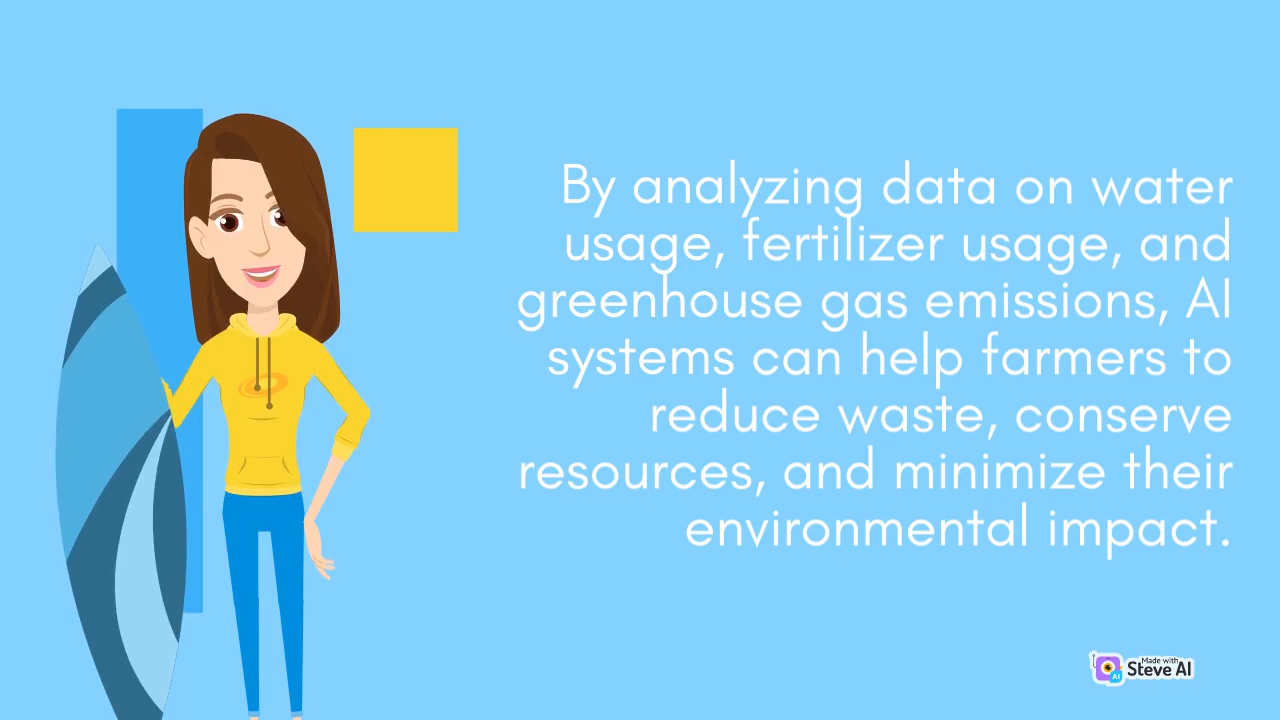 By analyzing data on water
usage, fertilizer usage, and
greenhouse gas emissions, AI
systems can help farmers to
reduce waste, conserve
resources, and minimize their
environmental impact.
Made with
Steve AI
AI